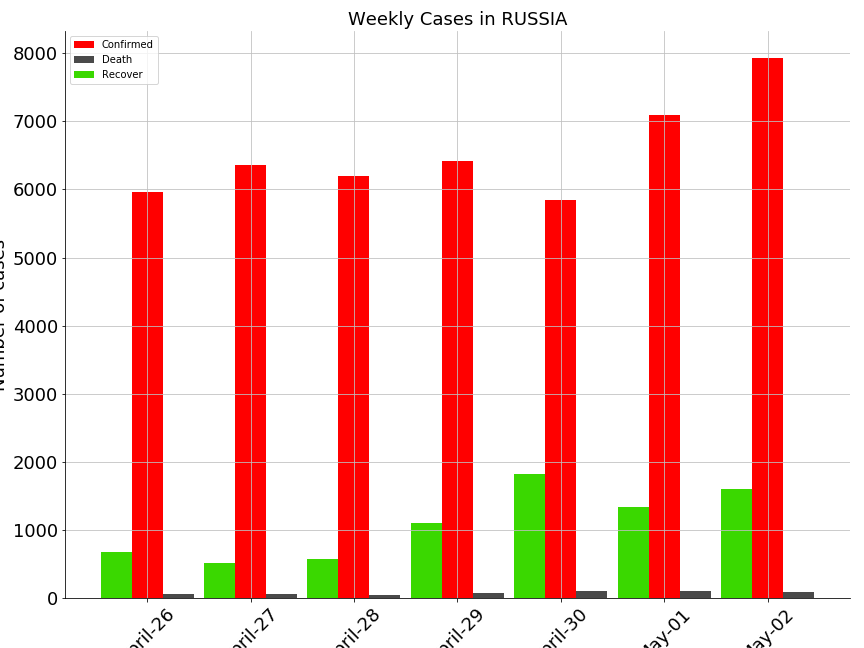 Weekly Cases in RUSSIA
Confirmed
Death
Recover
8000
7000
6000
5000
4000
3000
2000
1000
0
Number of cases
pril-26
pril-27
pril-28
pril-29
pril-30
May-01
May-02